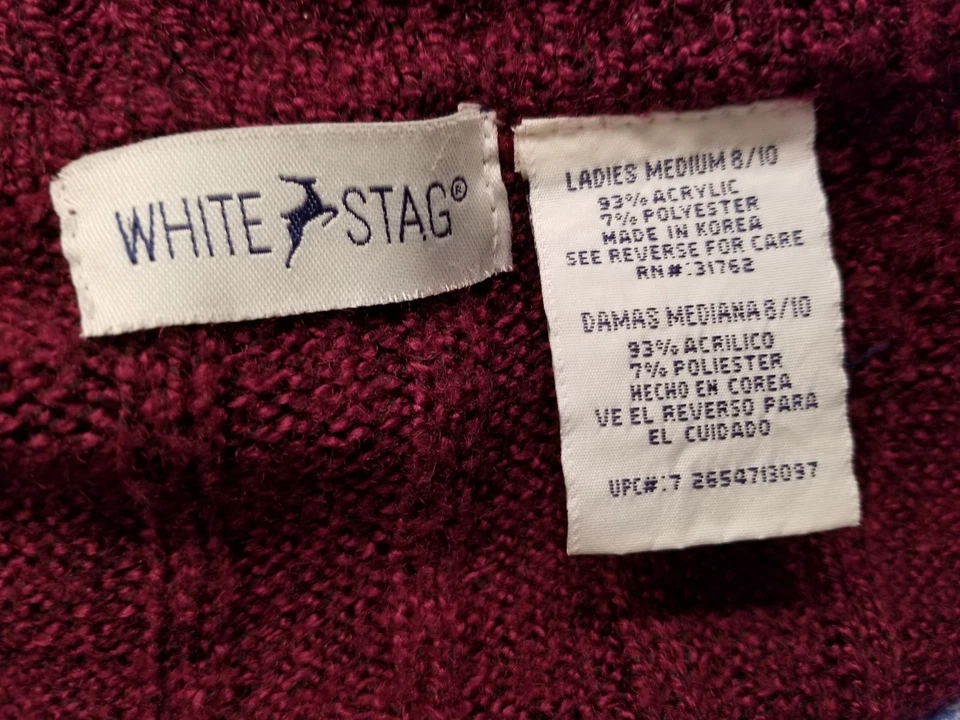 WHITE STAG®
LADIES MEDIUM 8/10
93% ACRYLIC
7% POLYESTER
MADE IN KOREA
SEE REVERSE FOR CARE
RN#:31762
DAMAS MEDIANA 8/10
93% ACRILICO
7% POLIESTER
HECHO EN COREA
VE EL REVERSO PARA
EL CUIDADO
UPC#:7 2654713097